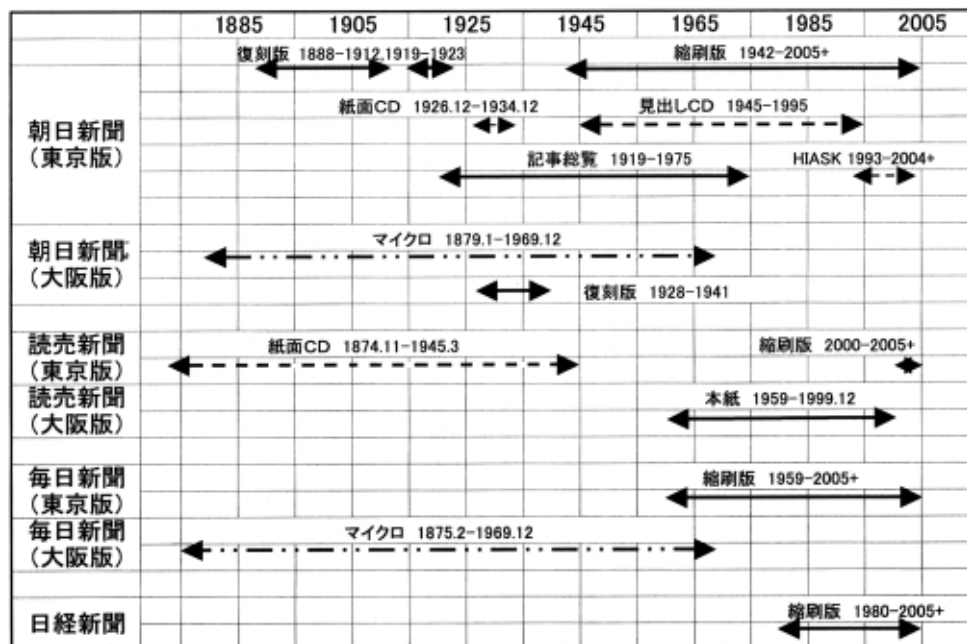 1885 1905 1925 1945 1965 1985 2005
復刻版 1888-1912,1919-1923
縮刷版 1942-2005+
紙面CD 1926.12-1934.12
見出しCD 1945-1995
朝日新聞
(東京版)
記事総覧 1919-1975
HIASK 1993-2004+
朝日新聞
(大阪版)
マイクロ 1879.1-1969.12
復刻版 1928-1941
読売新聞
(東京版)
紙面CD 1874.11-1945.3
縮刷版 2000-2005+
読売新聞
(大阪版)
本紙 1959-1999.12
毎日新聞
(東京版)
縮刷版 1959-2005+
毎日新聞
(大阪版)
マイクロ 1875.2-1969.12
日経新聞
縮刷版 1980-2005+